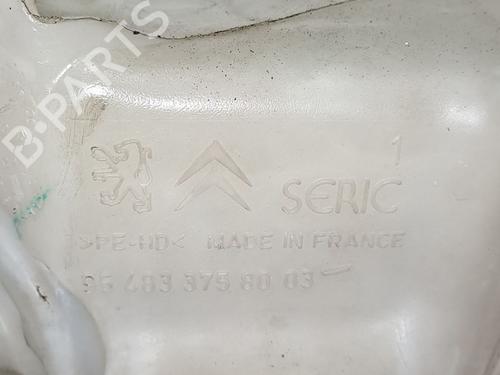 B-PARTS
1
SERIC
>PE-HD< MADE IN FRANCE
96 483 375 80 03